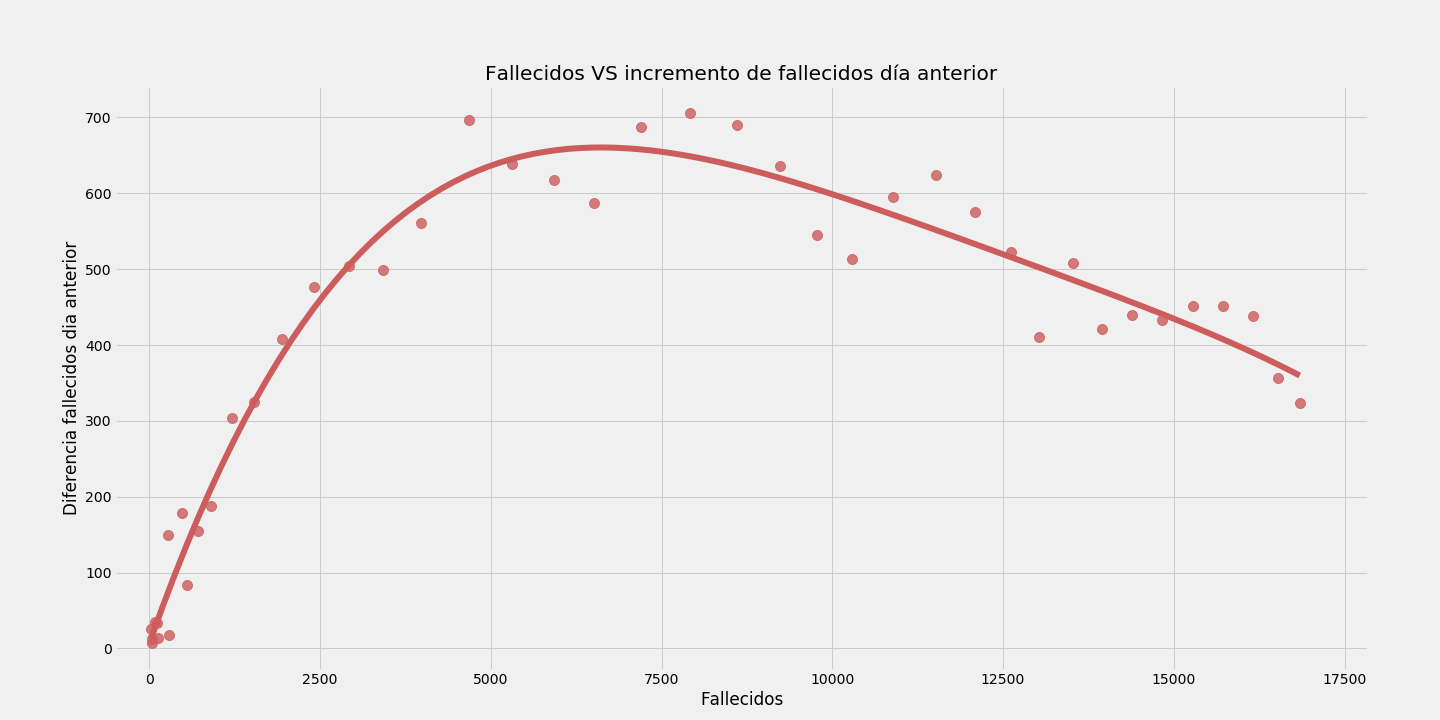 Fallecidos VS incremento de fallecidos día anterior
Diferencia fallecidos dia anterior
700
600
500
400
300
200
100
0
0 2500 5000 7500 10000 12500 15000 17500
Fallecidos